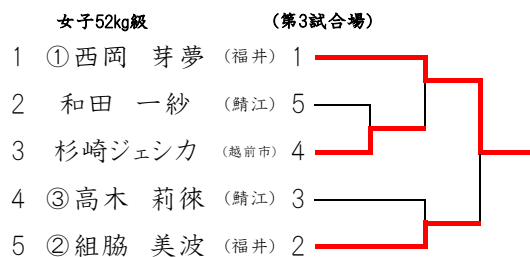 女子52kg級 (第3試合場)
1 ①西岡 芽夢 (福井) 1
2 和田 一紗 (鯖江) 5
3 杉崎ジェシカ (越前市) 4
4 ③高木 莉徠 (鯖江) 3
5 ②組脇 美波 (福井) 2